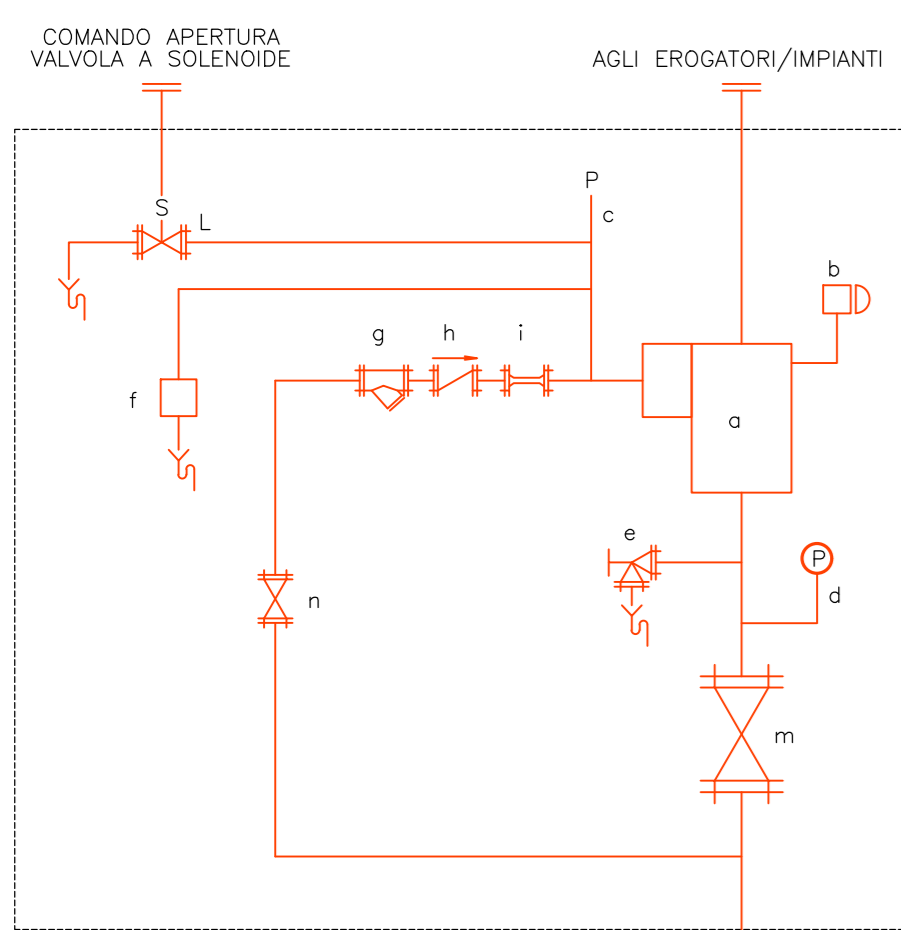 COMANDO APERTURA
VALVOLA A SOLENOIDE
AGLI EROGATORI/IMPIANTI
P
S
L
c
b
g
h
i
f
a
e
P
n
d
m